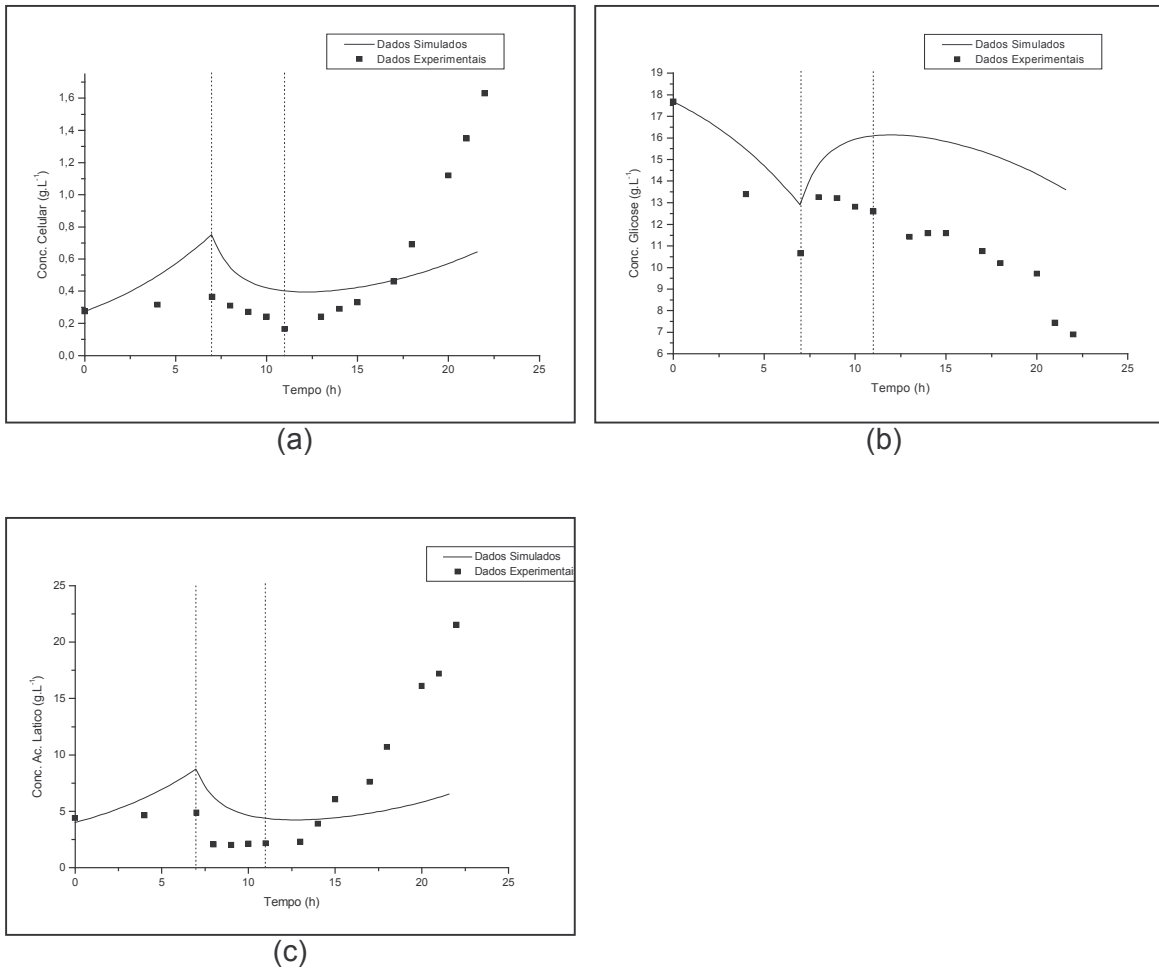 Dados Simulados
Dados Experimentais
1,6
1,4
1,2
1,0
0,8
0,6
0,4
0,2
0,0
Conc. Celular (g.L⁻¹)
0 5 10 15 20 25
Tempo (h)
(a)
Dados Simulados
Dados Experimentais
19
18
17
16
15
14
13
12
11
10
9
8
7
6
Conc. Glicose (g.L⁻¹)
0 5 10 15 20 25
Tempo (h)
(b)
Dados Simulados
Dados Experimentai
25
20
15
10
5
0
Conc. Ac. Latico (g.L⁻¹)
0 5 10 15 20 25
Tempo (h)
(c)